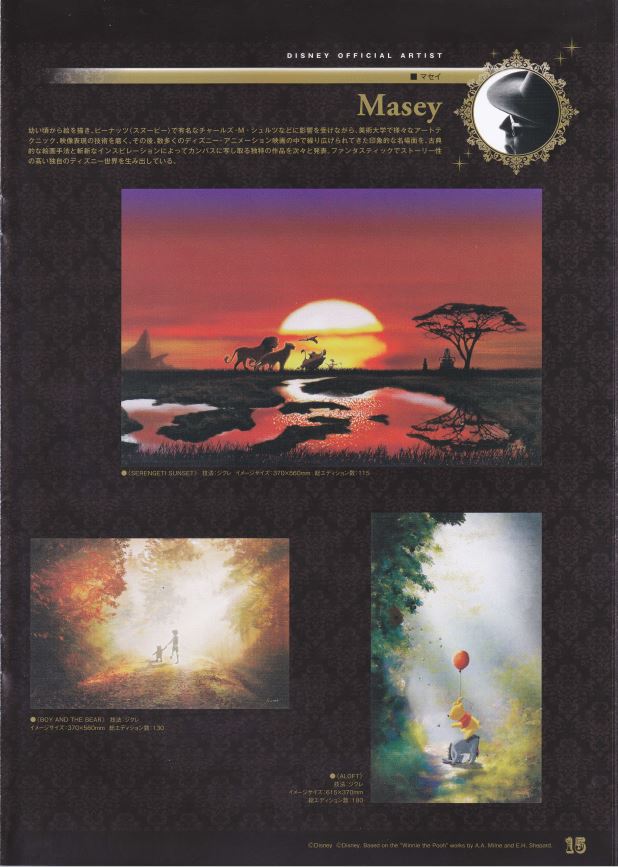 DISNEY OFFICIAL ARTIST
■ マセイ
Masey
幼い頃から絵を描き、ピーナッツ(スヌーピー)で有名なチャールズ・M・シュルツなどに影響を受けながら、美術大学で様々なアートテ
クニック、映像表現の技術を磨く。その後、数多くのディズニー・アニメーション映画の中で繰り広げられてきた印象的な名場面を、古典
的な絵画手法と斬新なインスピレーションによってカンバスに写し取る独特の作品を次々と発表。ファンタスティックでストーリー性
の高い独自のディズニー世界を生み出している。
●《SERENGETI SUNSET》 技法:ジクレ イメージサイズ:370×560mm 総エディション数:115
●《BOY AND THE BEAR》 技法:ジクレ
イメージサイズ:370×560mm 総エディション数:130
●《ALOFT》
技法:ジクレ
イメージサイズ:615×370mm
総エディション数:180
©Disney ©Disney. Based on the "Winnie the Pooh" works by A.A. Milne and E.H. Shepard.
15